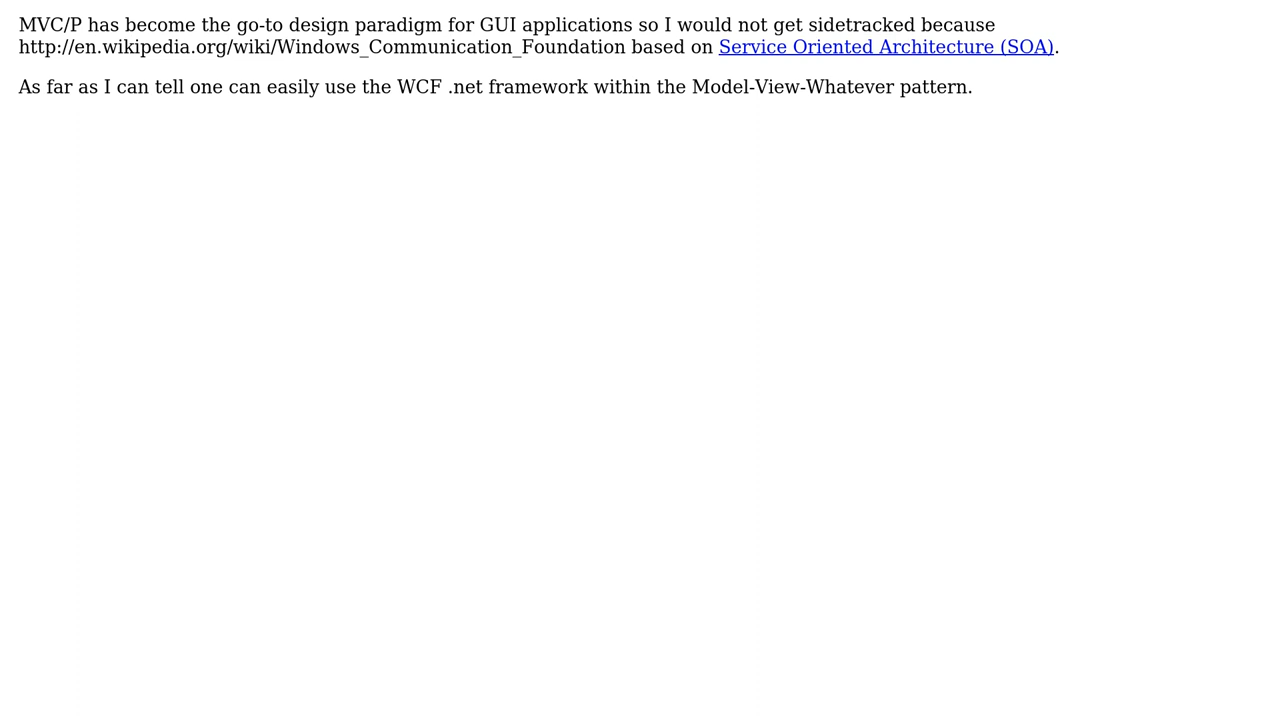 MVC/P has become the go-to design paradigm for GUI applications so I would not get sidetracked because
http://en.wikipedia.org/wiki/Windows_Communication_Foundation based on Service Oriented Architecture (SOA).
As far as I can tell one can easily use the WCF .net framework within the Model-View-Whatever pattern.